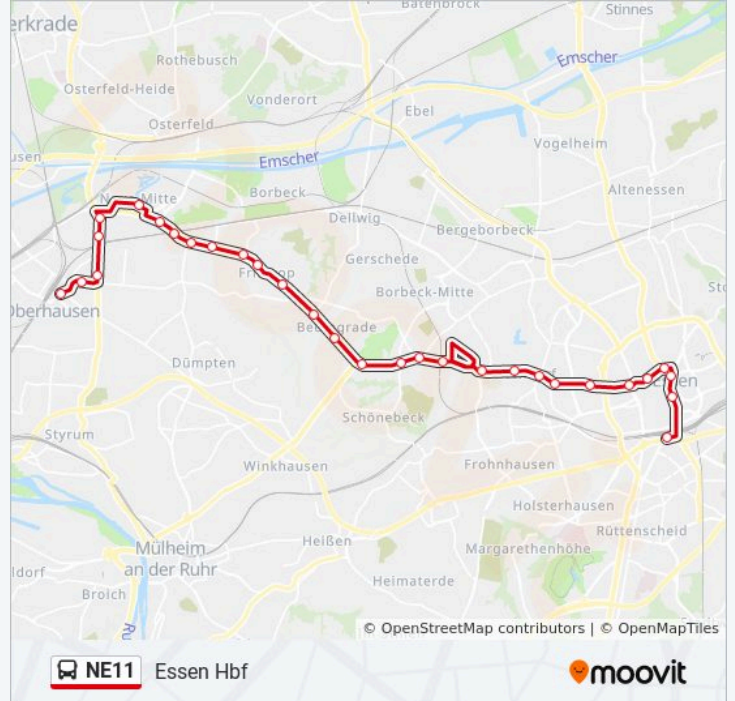 Batenbrock
Stinnes
erkrade
Rothebusch
Emscher
Osterfeld-Heide
Vonderort
Ebel
Osterfeld
Vogelheim
usen
Emscher
Borbeck
Altenessen
Dellwig
Bergeborbeck
Gerschede
Borbeck-Mitte
Oberhausen
Dümpten
Schönebeck
Styrum
Winkhausen
Frohnhausen
Holsterhausen
Rüttenscheid
Heißen
Margarethenhöhe
Mülheim
an der Ruhr
ldorf
Heimaterde
Broich
© OpenStreetMap contributors | © OpenMapTiles
NE11 Essen Hbf
moovit